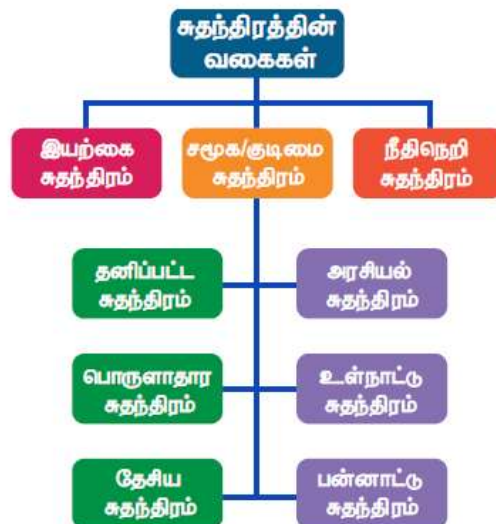 சுதந்திரத்தின்
வகைகள்
இயற்கை
சுதந்திரம்
சமூக/குடிமை
சுதந்திரம்
நீதிநெறி
சுதந்திரம்
தனிப்பட்ட
சுதந்திரம்
அரசியல்
சுதந்திரம்
பொருளாதார
சுதந்திரம்
உள்நாட்டு
சுதந்திரம்
தேசிய
சுதந்திரம்
பன்னாட்டு
சுதந்திரம்